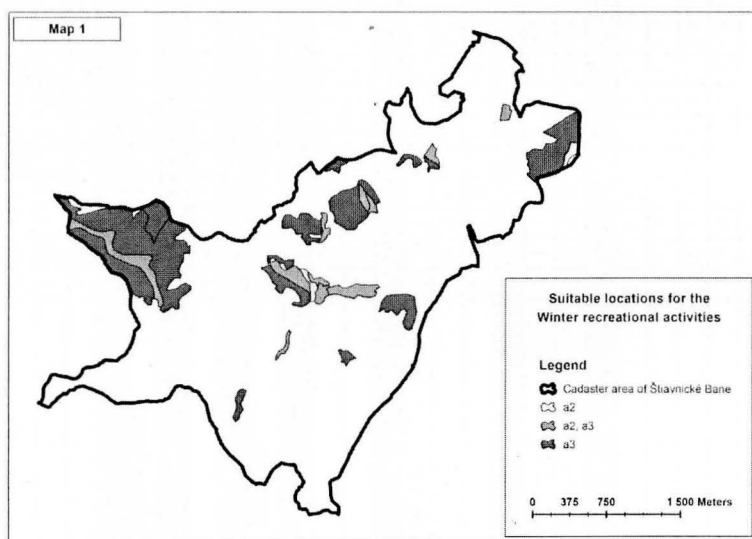 Map 1
Suitable locations for the
Winter recreational activities
Legend
Cadaster area of Štiavnické Bane
a2
a2, a3
a3
0 375 750 1 500 Meters